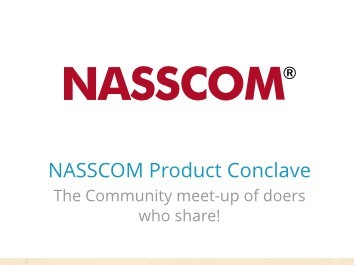 NASSCOM®
NASSCOM Product Conclave
The Community meet-up of doers
who share!